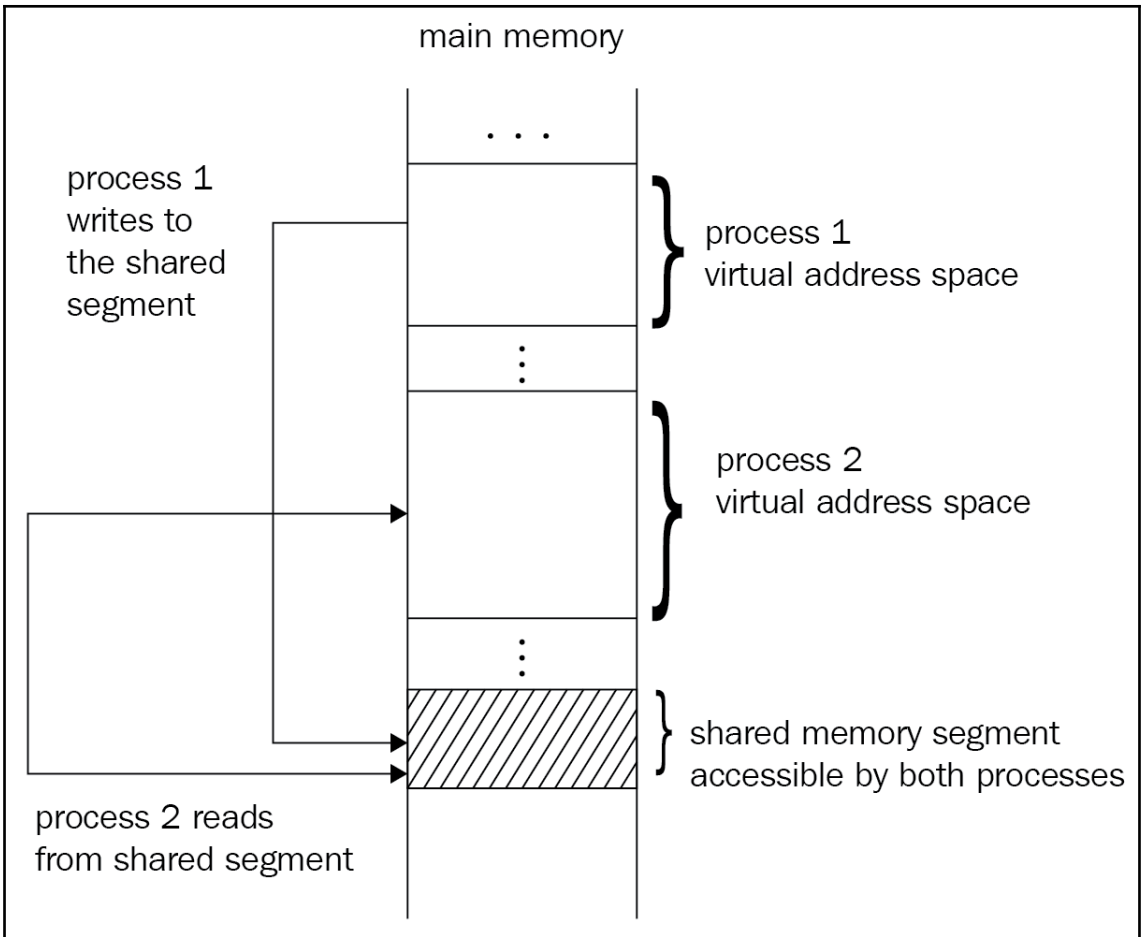 main memory
. . .
process 1
writes to
the shared
segment
process 1
virtual address space
process 2
virtual address space
shared memory segment
accessible by both processes
process 2 reads
from shared segment